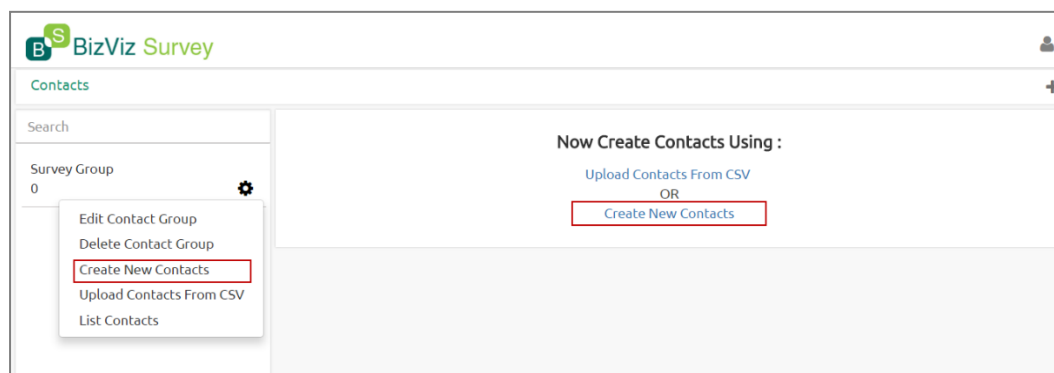 BS BizViz Survey
Contacts
Search
Survey Group
0
Edit Contact Group
Delete Contact Group
Create New Contacts
Upload Contacts From CSV
List Contacts
Now Create Contacts Using :
Upload Contacts From CSV
OR
Create New Contacts